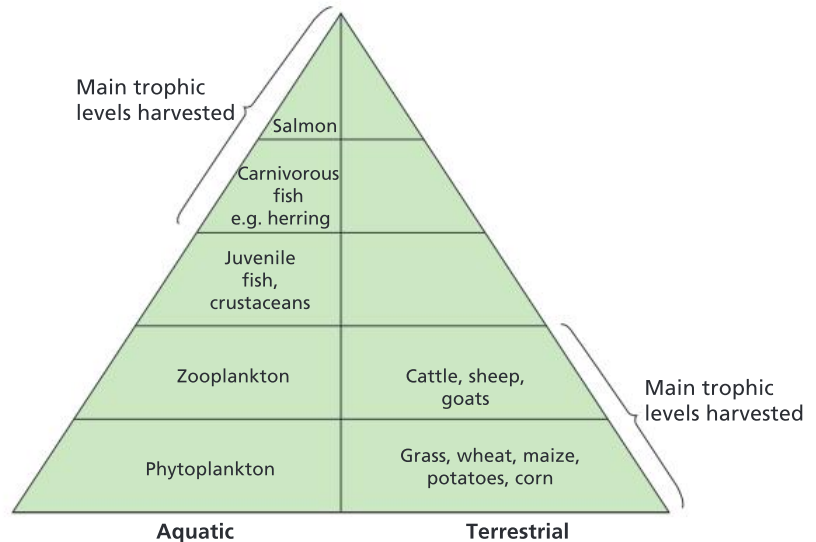 Main trophic
levels harvested
Salmon
Carnivorous
fish
e.g. herring
Juvenile
fish,
crustaceans
Zooplankton
Cattle, sheep,
goats
Main trophic
levels harvested
Phytoplankton
Grass, wheat, maize,
potatoes, corn
Aquatic
Terrestrial